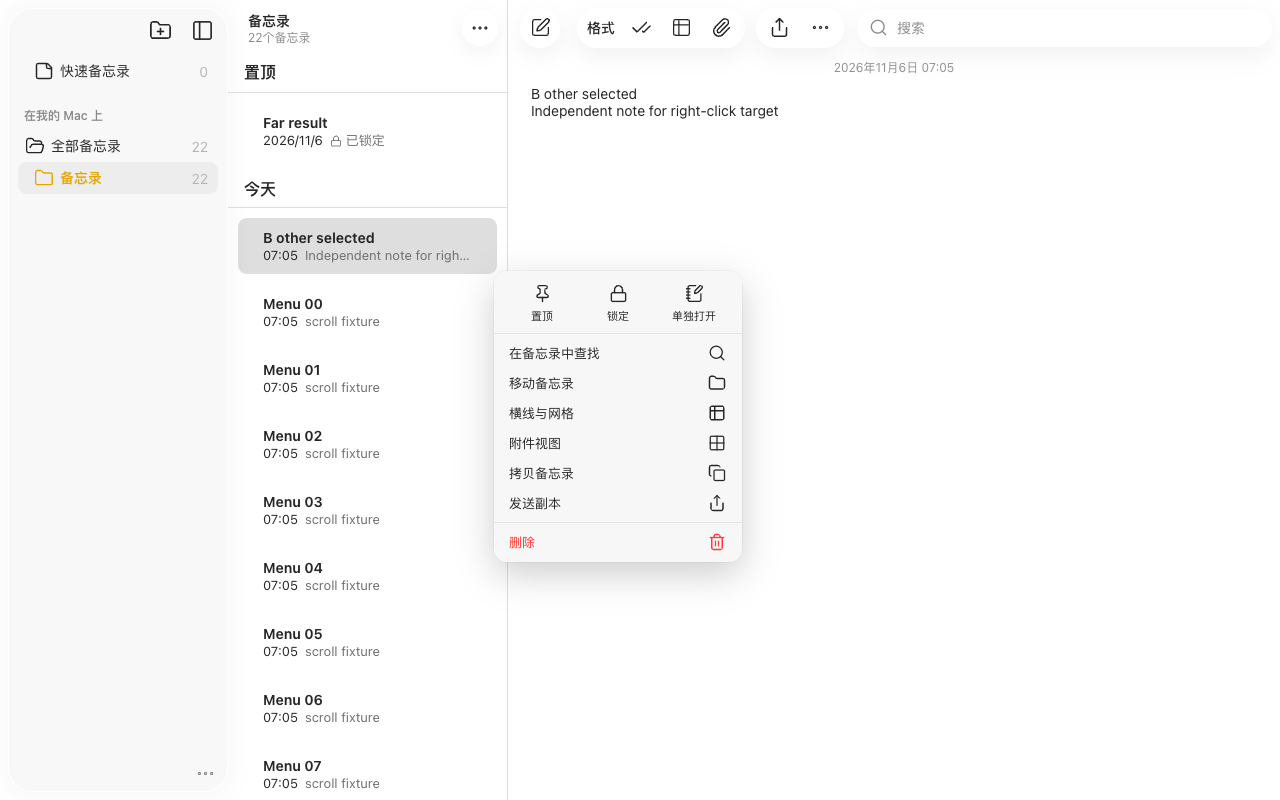 快速备忘录 0
在我的 Mac 上
全部备忘录 22
备忘录 22
备忘录
22个备忘录
置顶
Far result
2026/11/6 已锁定
今天
B other selected
07:05 Independent note for righ...
Menu 00
07:05 scroll fixture
Menu 01
07:05 scroll fixture
Menu 02
07:05 scroll fixture
Menu 03
07:05 scroll fixture
Menu 04
07:05 scroll fixture
Menu 05
07:05 scroll fixture
Menu 06
07:05 scroll fixture
Menu 07
07:05 scroll fixture
格式
搜索
2026年11月6日 07:05
B other selected
Independent note for right-click target
置顶 锁定 单独打开
在备忘录中查找
移动备忘录
横线与网格
附件视图
拷贝备忘录
发送副本
删除